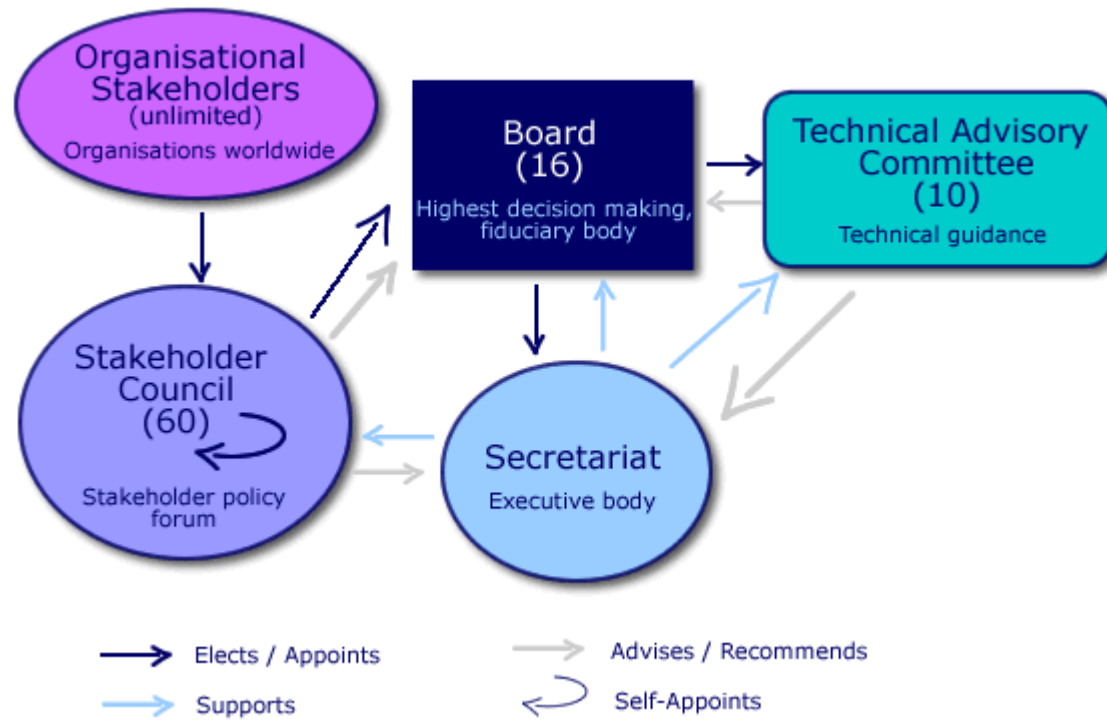 Organisational
Stakeholders
(unlimited)
Organisations worldwide
Board
(16)
Highest decision making,
fiduciary body
Technical Advisory
Committee
(10)
Technical guidance
Stakeholder
Council
(60)
Stakeholder policy
forum
Secretariat
Executive body
Elects / Appoints
Advises / Recommends
Supports
Self-Appoints